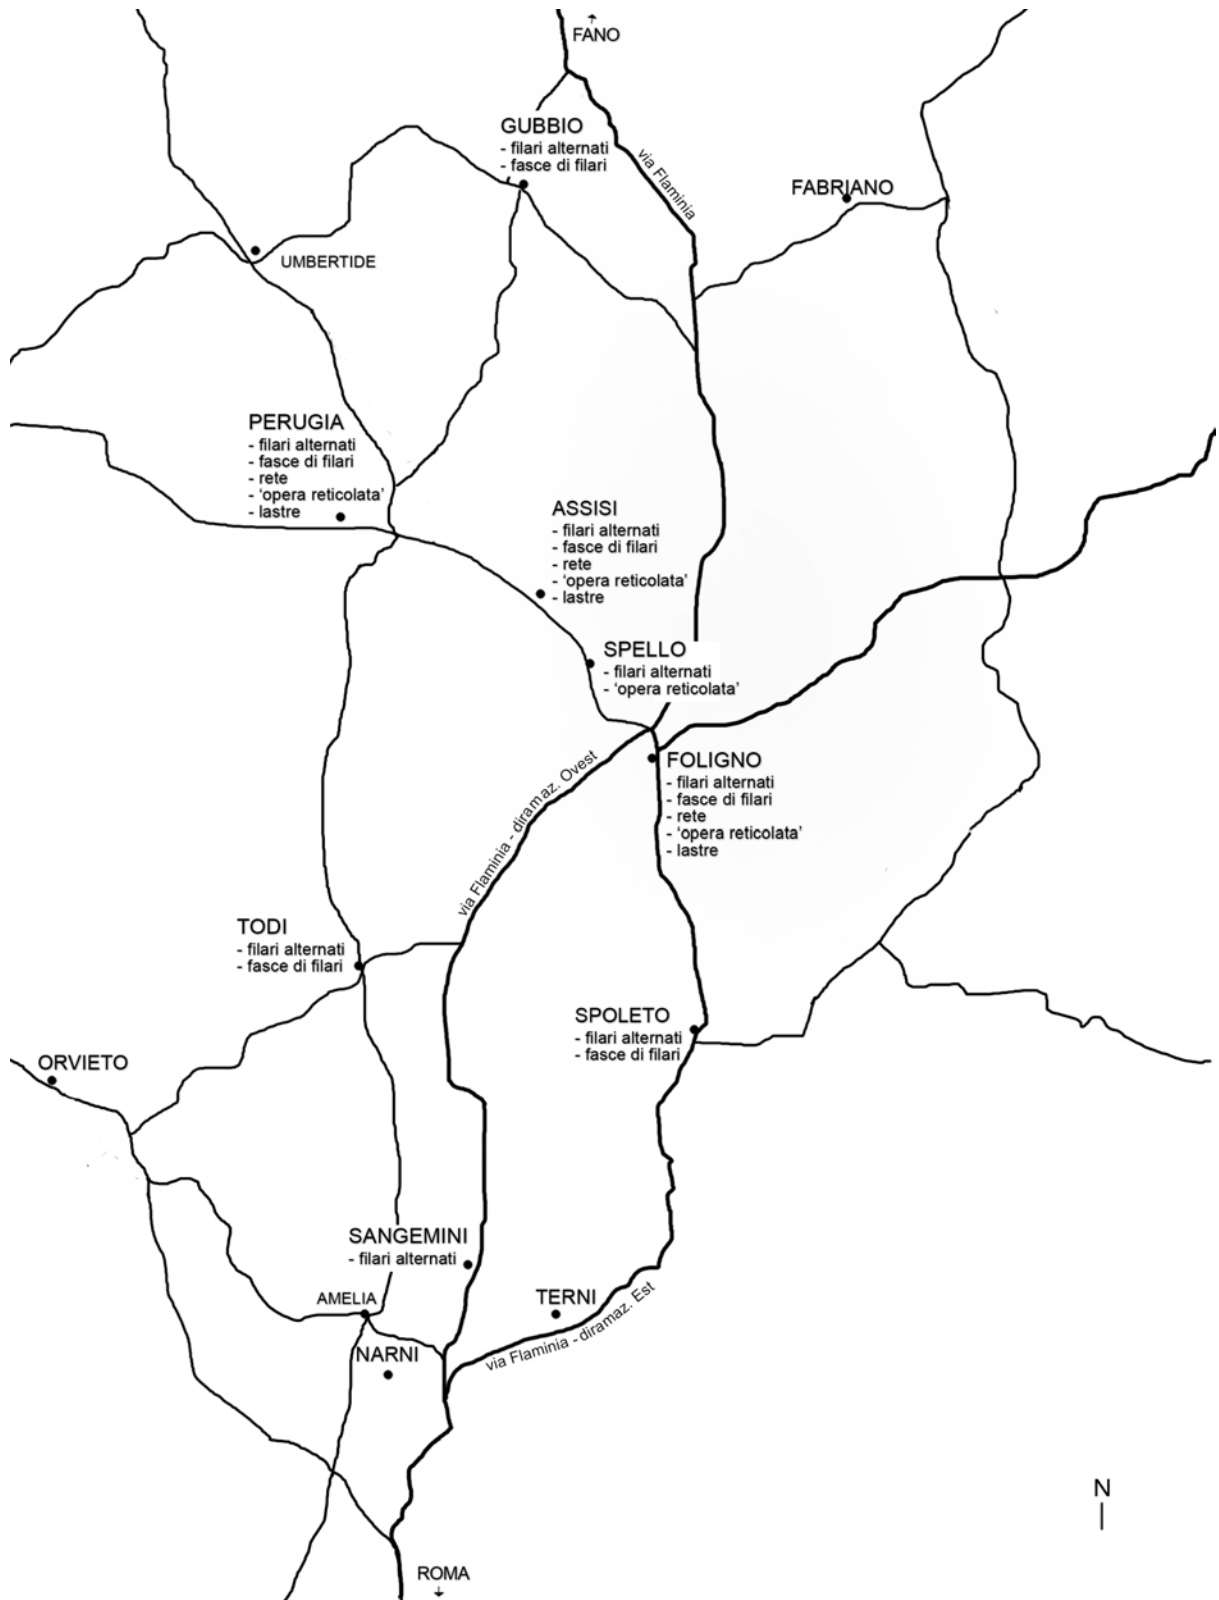 FANO
GUBBIO
- filari alternati
- fasce di filari
via Flaminia
FABRIANO
UMBERTIDE
PERUGIA
- filari alternati
- fasce di filari
- rete
- ‘opera reticolata’
- lastre
ASSISI
- filari alternati
- fasce di filari
- rete
- ‘opera reticolata’
- lastre
SPELLO
- filari alternati
- ‘opera reticolata’
via Flaminia - diramaz. Ovest
FOLIGNO
- filari alternati
- fasce di filari
- rete
- ‘opera reticolata’
- lastre
TODI
- filari alternati
- fasce di filari
SPOLETO
- filari alternati
- fasce di filari
ORVIETO
SANGEMINI
- filari alternati
AMELIA
TERNI
via Flaminia - diramaz. Est
NARNI
N
ROMA